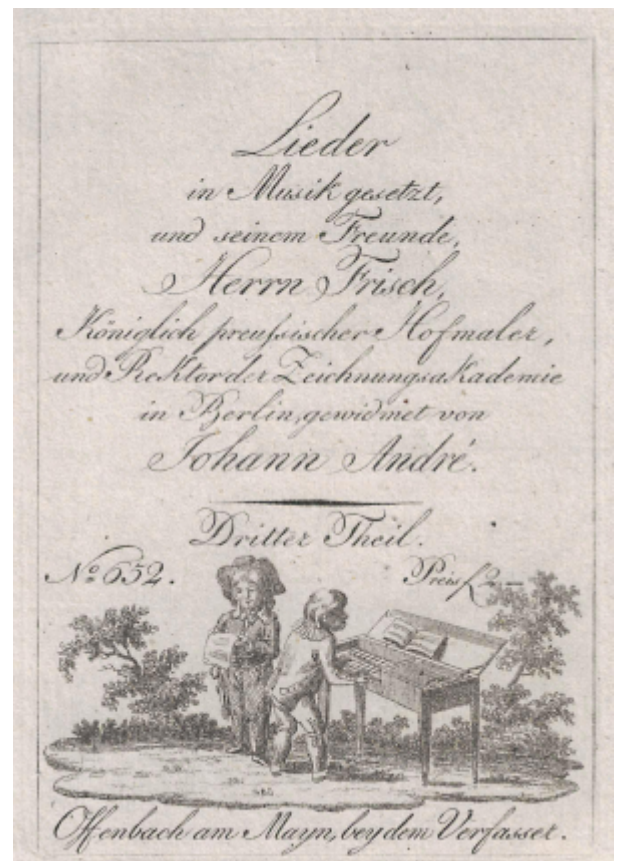 Lieder
in Musik gesetzt,
und seinem Freunde,
Herrn Frisch,
Königlich preußischer Hofmaler,
und Rektor der Zeichnungsakademie
in Berlin, gewidmet von
Johann André.
Dritter Theil.
No 652. Preis f 2 —
Offenbach am Mayn, bey dem Verfasser.